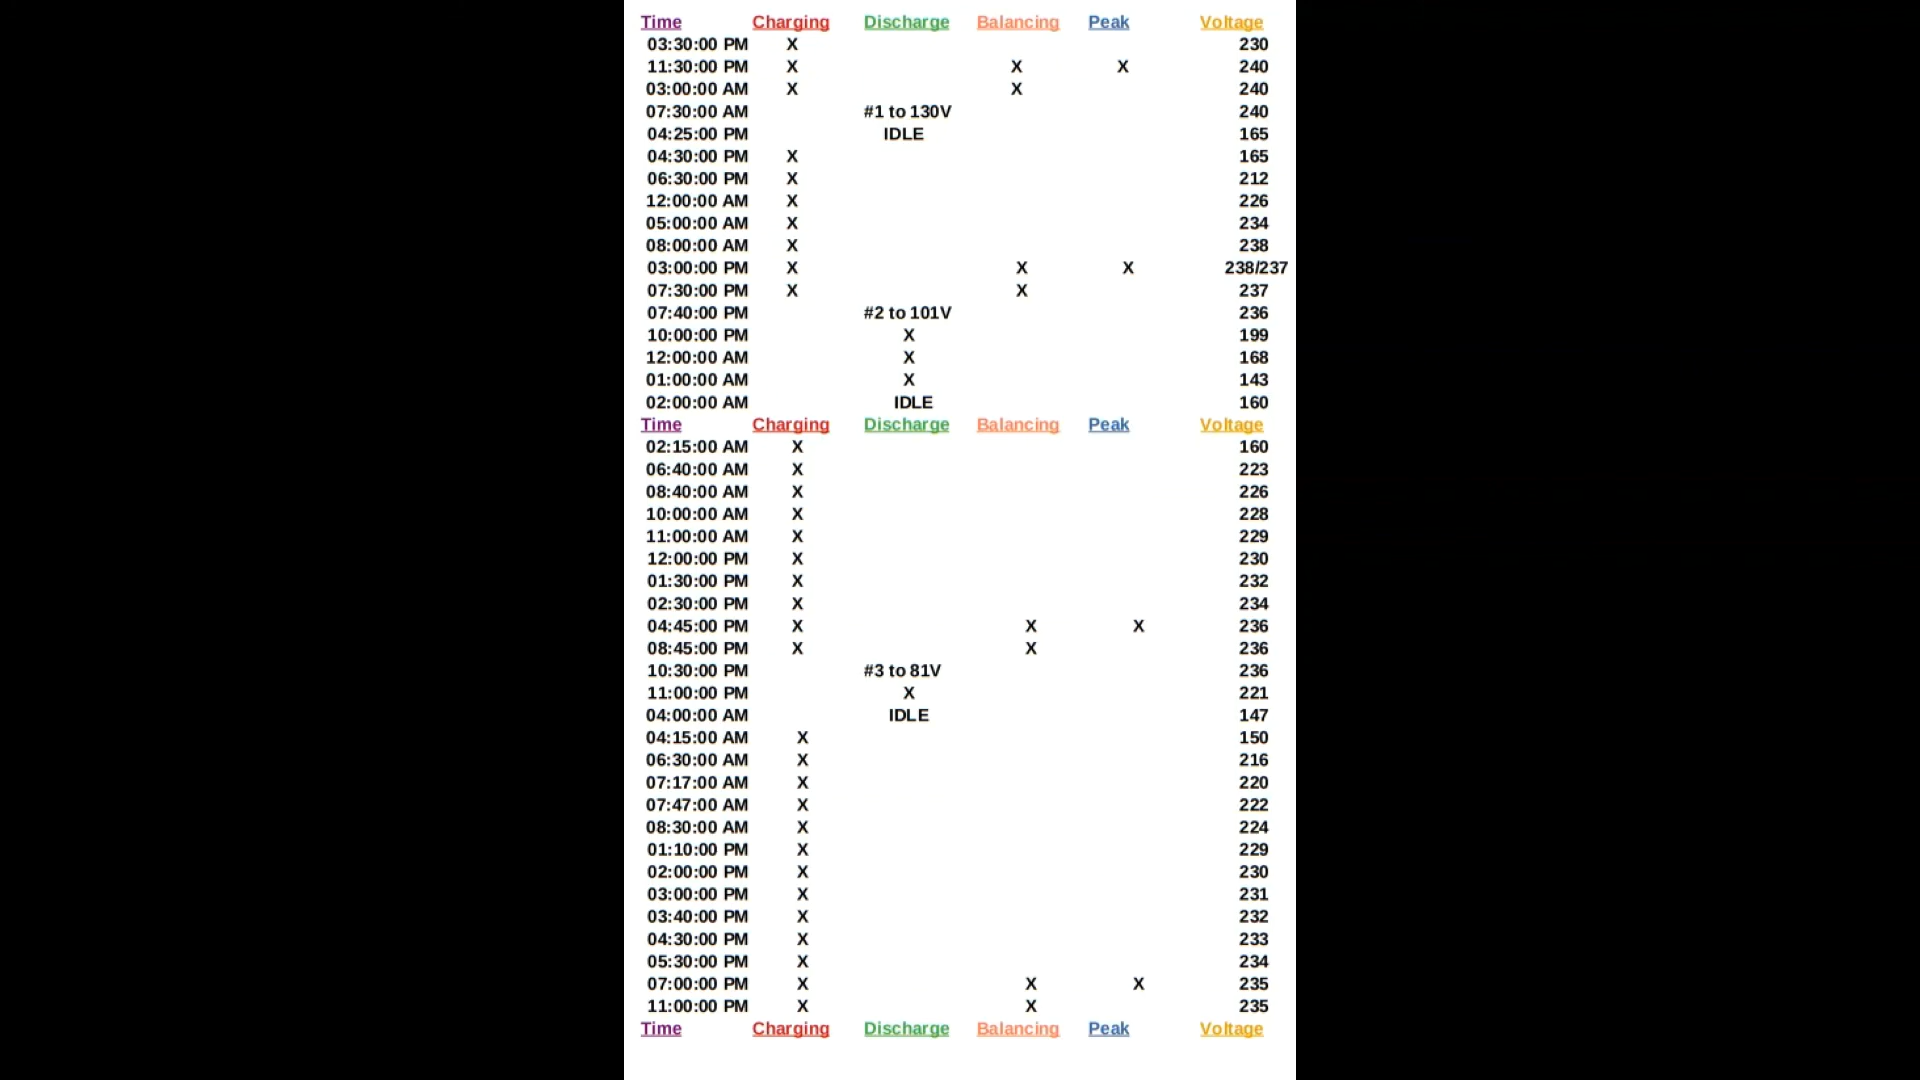 Time Charging Discharge Balancing Peak Voltage
03:30:00 PM X 230
11:30:00 PM X X X 240
03:00:00 AM X X 240
07:30:00 AM #1 to 130V 240
04:25:00 PM IDLE 165
04:30:00 PM X 165
06:30:00 PM X 212
12:00:00 AM X 226
05:00:00 AM X 234
08:00:00 AM X 238
03:00:00 PM X X X 238/237
07:30:00 PM X X 237
07:40:00 PM #2 to 101V 236
10:00:00 PM X 199
12:00:00 AM X 168
01:00:00 AM X 143
02:00:00 AM IDLE 160
Time Charging Discharge Balancing Peak Voltage
02:15:00 AM X 160
06:40:00 AM X 223
08:40:00 AM X 226
10:00:00 AM X 228
11:00:00 AM X 229
12:00:00 PM X 230
01:30:00 PM X 232
02:30:00 PM X 234
04:45:00 PM X X X 236
08:45:00 PM X X 236
10:30:00 PM #3 to 81V 236
11:00:00 PM X 221
04:00:00 AM IDLE 147
04:15:00 AM X 150
06:30:00 AM X 216
07:17:00 AM X 220
07:47:00 AM X 222
08:30:00 AM X 224
01:10:00 PM X 229
02:00:00 PM X 230
03:00:00 PM X 231
03:40:00 PM X 232
04:30:00 PM X 233
05:30:00 PM X 234
07:00:00 PM X X X 235
11:00:00 PM X X 235
Time Charging Discharge Balancing Peak Voltage